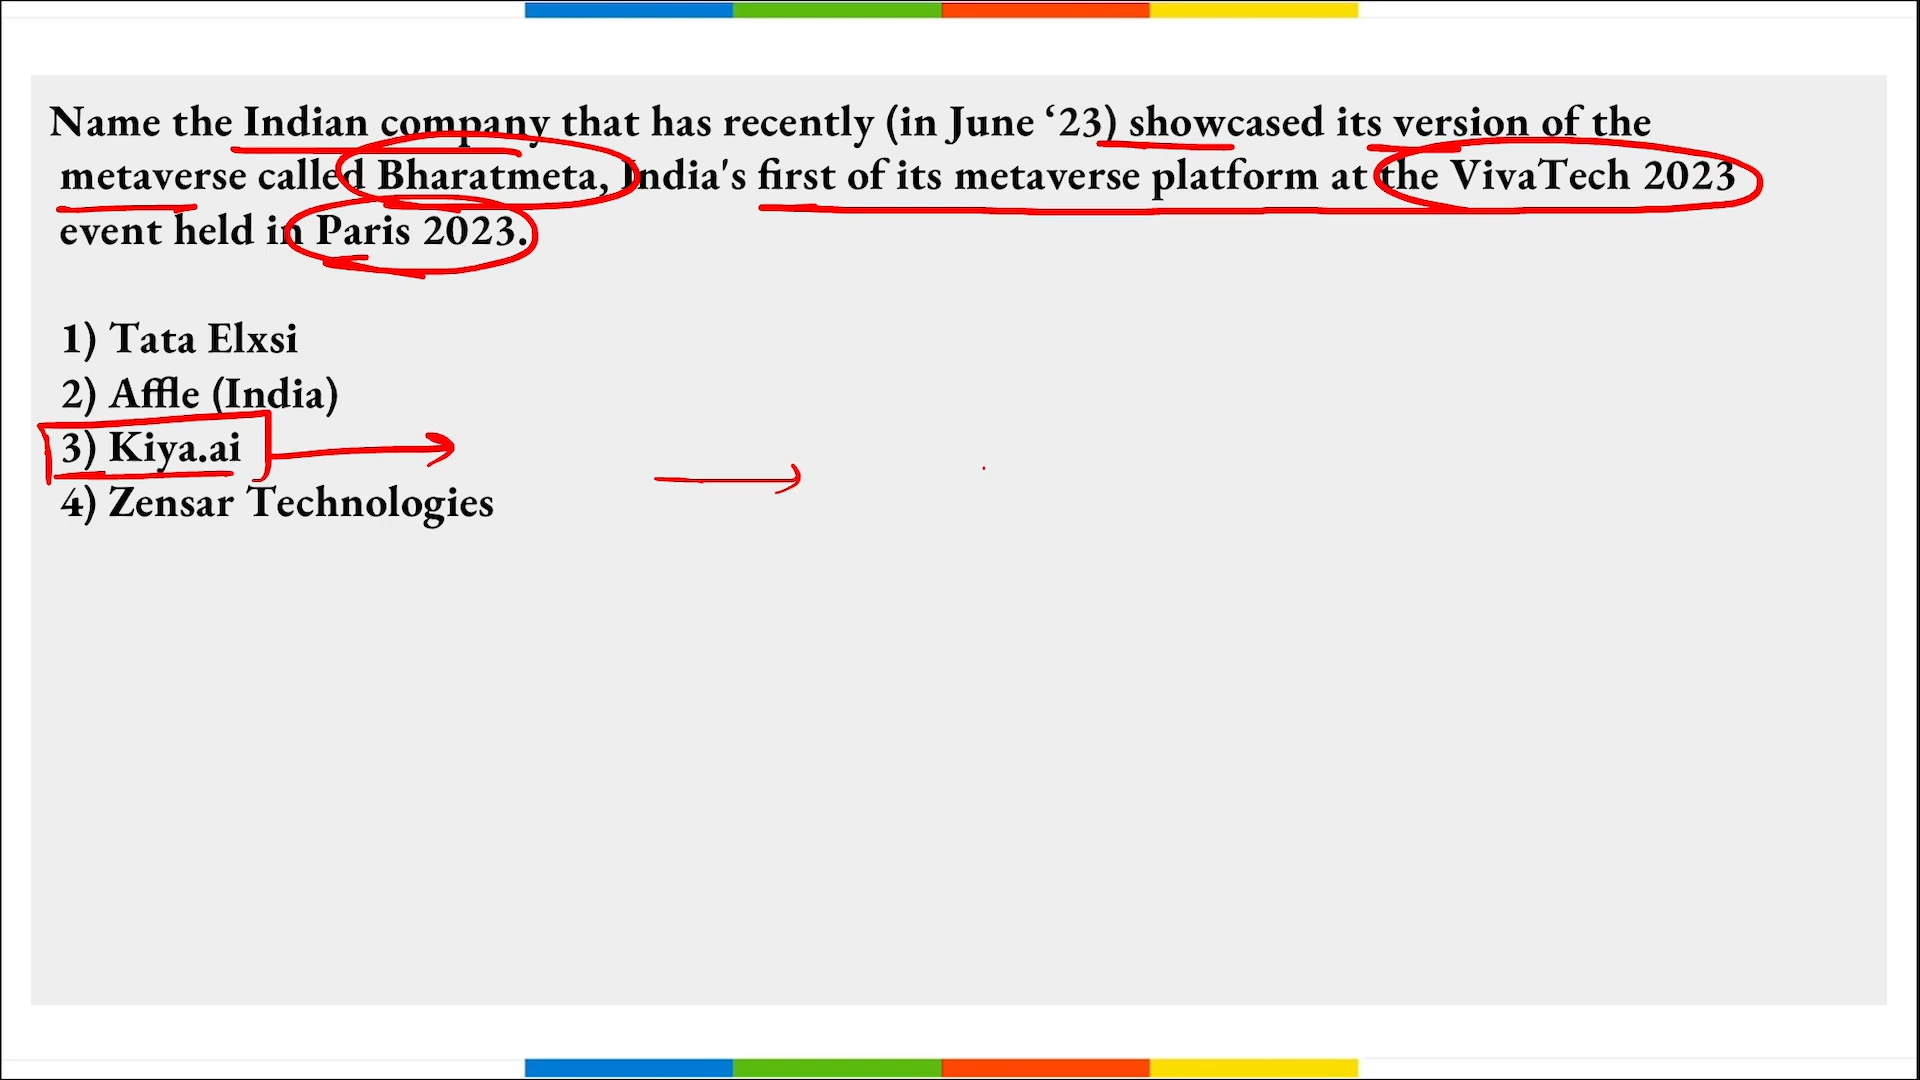 Name the Indian company that has recently (in June ‘23) showcased its version of the
metaverse called Bharatmeta, India's first of its metaverse platform at the VivaTech 2023
event held in Paris 2023.
1) Tata Elxsi
2) Affle (India)
3) Kiya.ai
4) Zensar Technologies